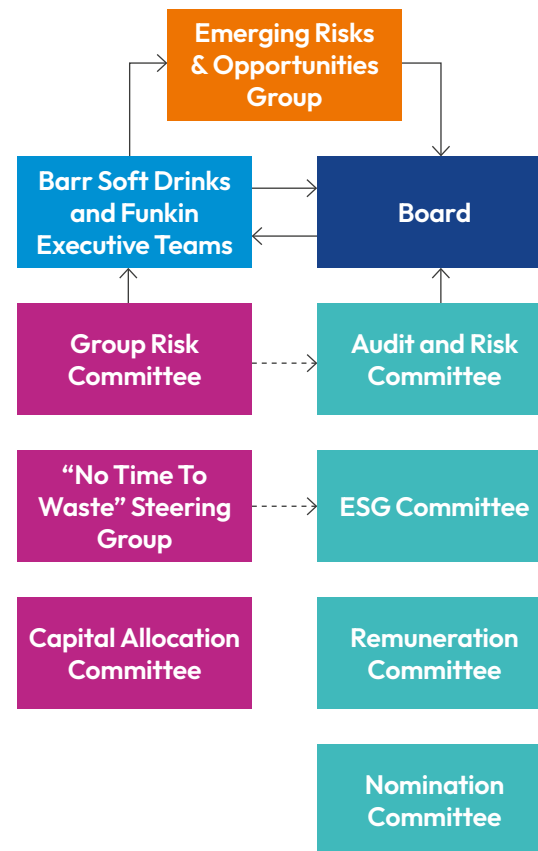 Emerging Risks
& Opportunities
Group
Barr Soft Drinks
and Funkin
Executive Teams
Board
Group Risk
Committee
Audit and Risk
Committee
“No Time To
Waste” Steering
Group
ESG Committee
Capital Allocation
Committee
Remuneration
Committee
Nomination
Committee